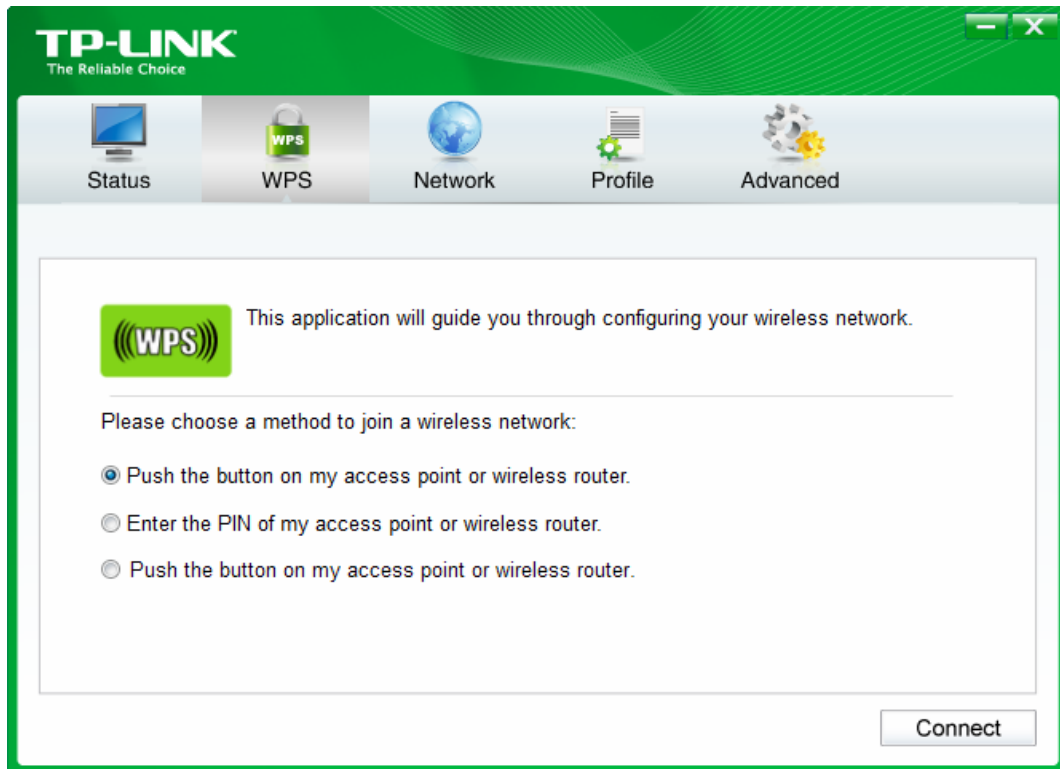 TP-LINK
The Reliable Choice
WPS
Status
WPS
Network
Profile
Advanced
(((WPS)))
This application will guide you through configuring your wireless network.
Please choose a method to join a wireless network:
Push the button on my access point or wireless router.
Enter the PIN of my access point or wireless router.
Push the button on my access point or wireless router.
Connect